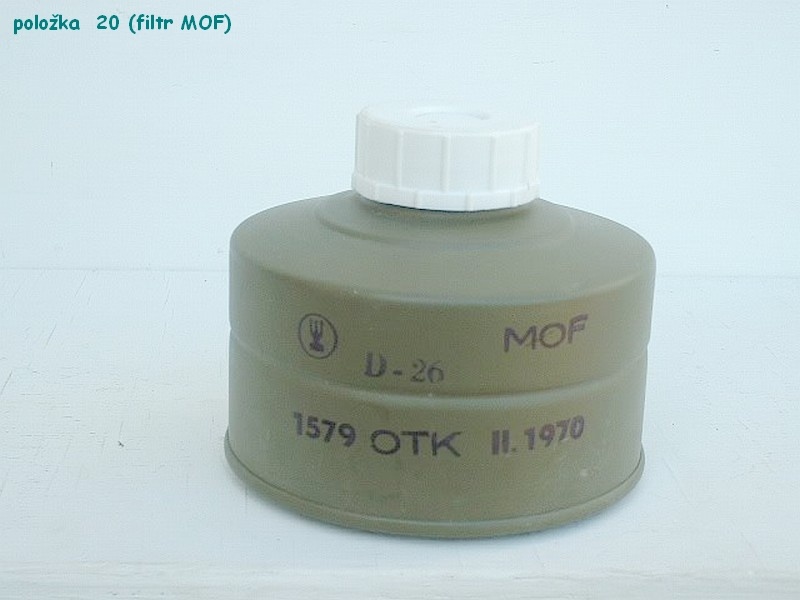 položka 20 (filtr MOF)
MOF
D-26
1579 OTK II.1970